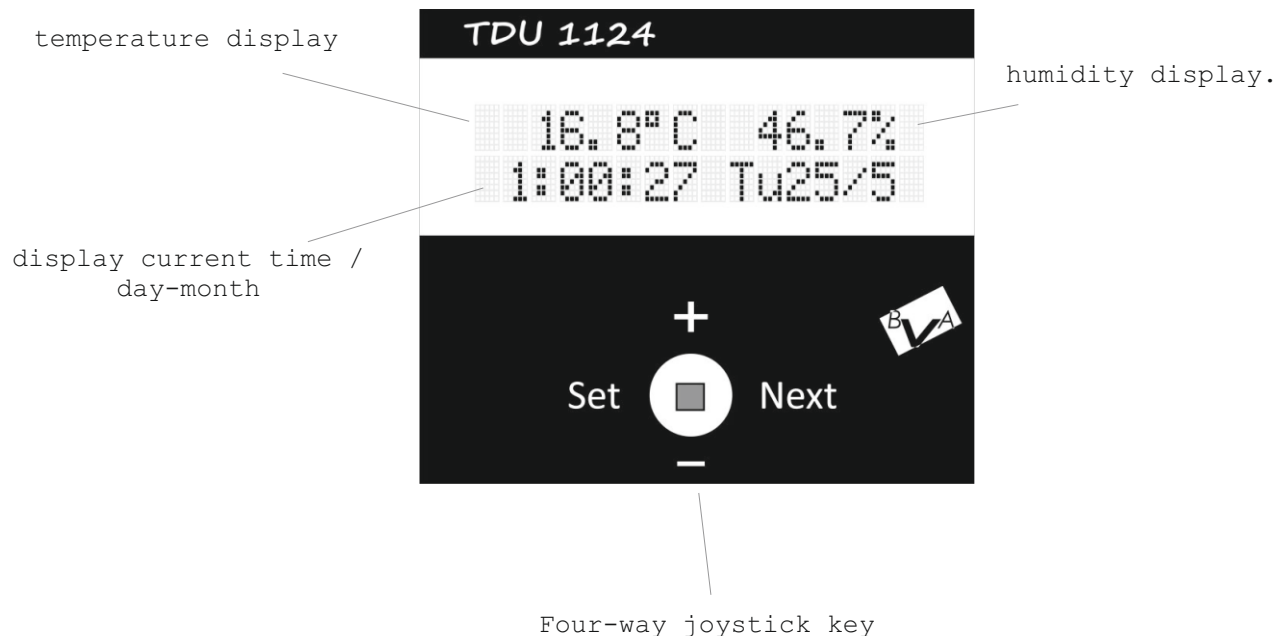 temperature display
TDU 1124
humidity display.
16.8°C 46.7%
1:00:27 Tu25/5
display current time /
day-month
+
BVA
Set Next
−
Four-way joystick key